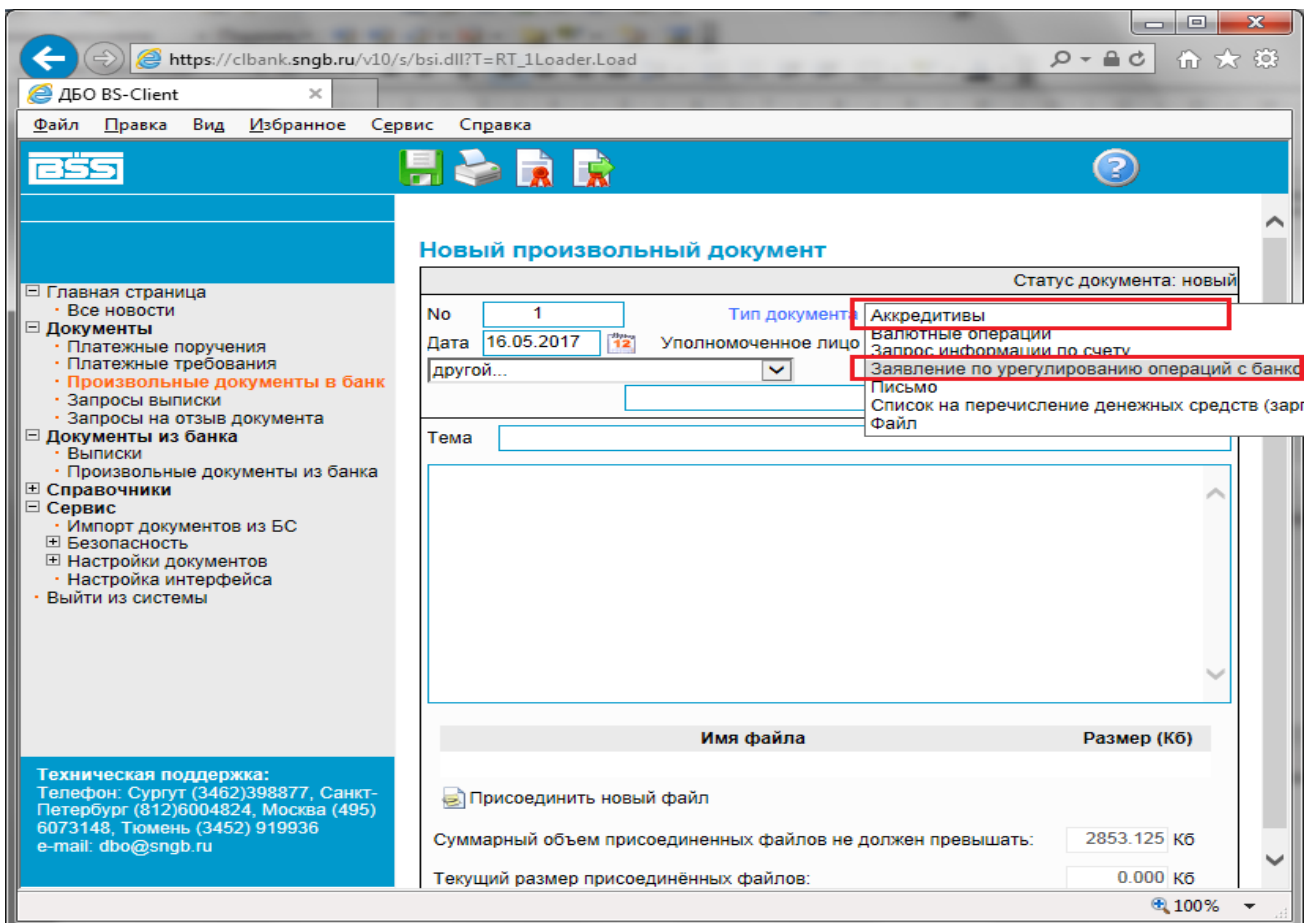 https://clbank.sngb.ru/v10/s/bsi.dll?T=RT_1Loader.Load
ДБО BS-Client
Файл Правка Вид Избранное Сервис Справка
BSS
Новый произвольный документ
Статус документа: новый
Главная страница
Все новости
Документы
Платежные поручения
Платежные требования
Произвольные документы в банк
Запросы выписки
Запросы на отзыв документа
Документы из банка
Выписки
Произвольные документы из банка
Справочники
Сервис
Импорт документов из БС
Безопасность
Настройки документов
Настройка интерфейса
Выйти из системы
No 1 Тип документа
Дата 16.05.2017 12 Уполномоченное лицо
другой...
Аккредитивы
Валютные операции
Запрос информации по счету
Заявление по урегулированию операций с банко
Письмо
Список на перечисление денежных средств (зарп
Файл
Тема
Имя файла Размер (Кб)
Присоединить новый файл
Суммарный объем присоединенных файлов не должен превышать: 2853.125 Кб
Текущий размер присоединённых файлов: 0.000 Кб
Техническая поддержка:
Телефон: Сургут (3462)398877, Санкт-
Петербург (812)6004824, Москва (495)
6073148, Тюмень (3452) 919936
e-mail: dbo@sngb.ru
100%